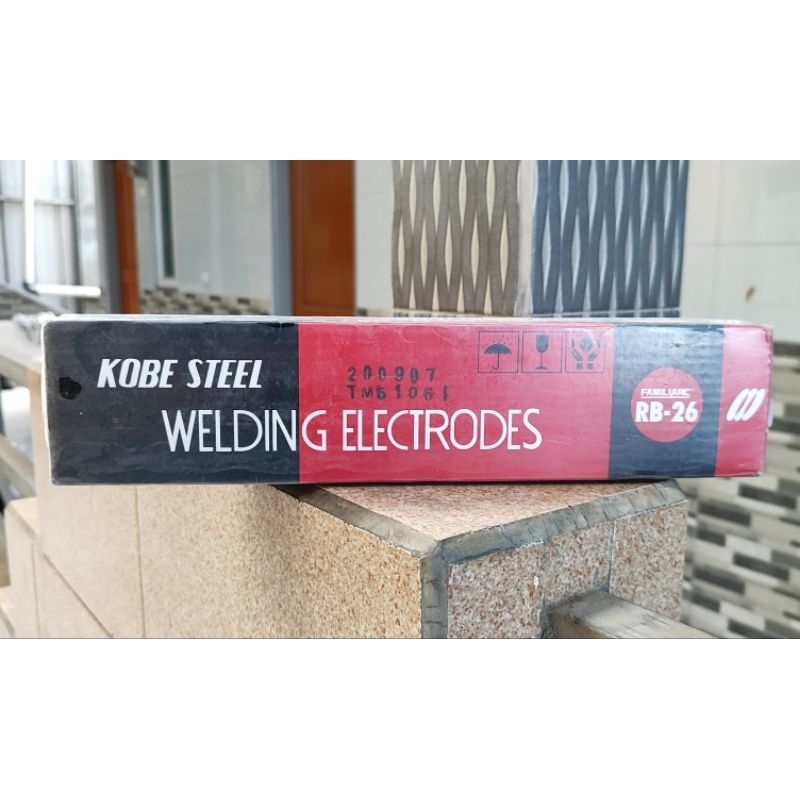 KOBE STEEL
200907
TM61061
WELDING ELECTRODES
FAMILIARC
RB-26